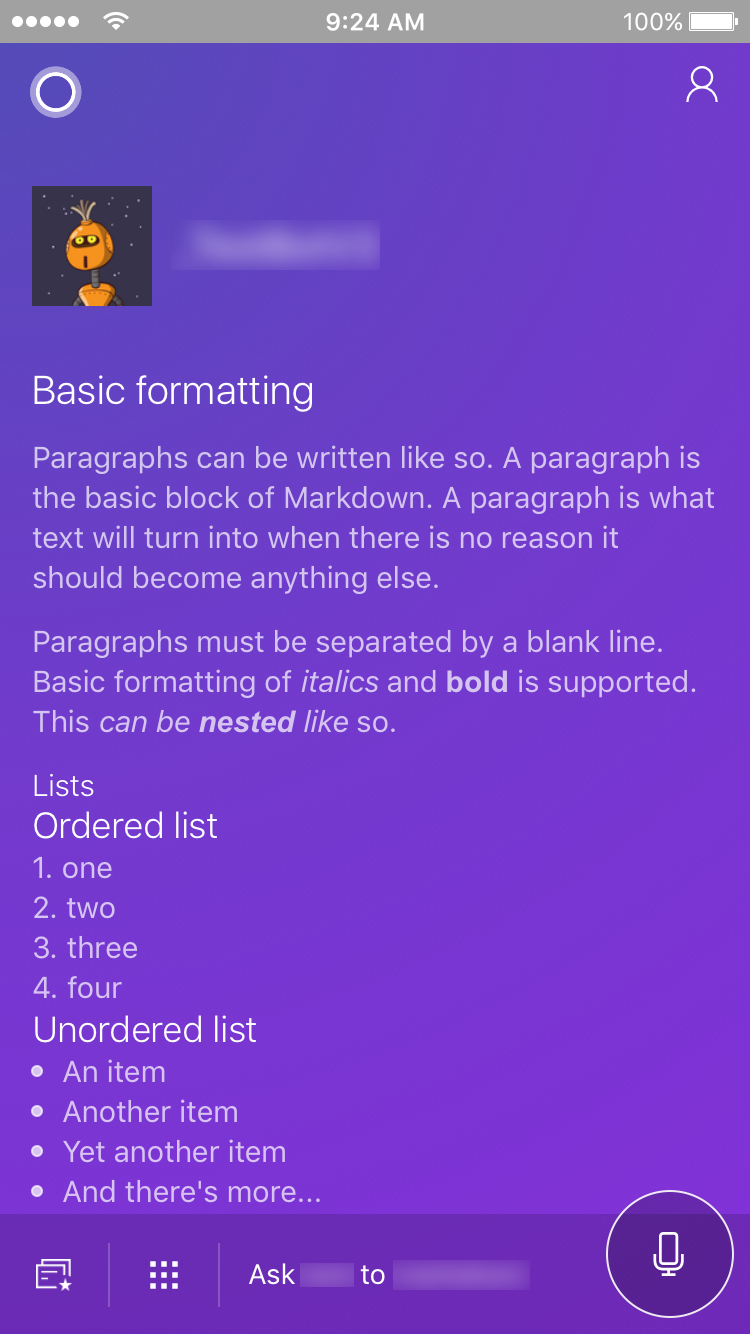 9:24 AM
100%
Basic formatting
Paragraphs can be written like so. A paragraph is
the basic block of Markdown. A paragraph is what
text will turn into when there is no reason it
should become anything else.
Paragraphs must be separated by a blank line.
Basic formatting of italics and bold is supported.
This can be nested like so.
Lists
Ordered list
1. one
2. two
3. three
4. four
Unordered list
• An item
• Another item
• Yet another item
• And there's more...
Ask to